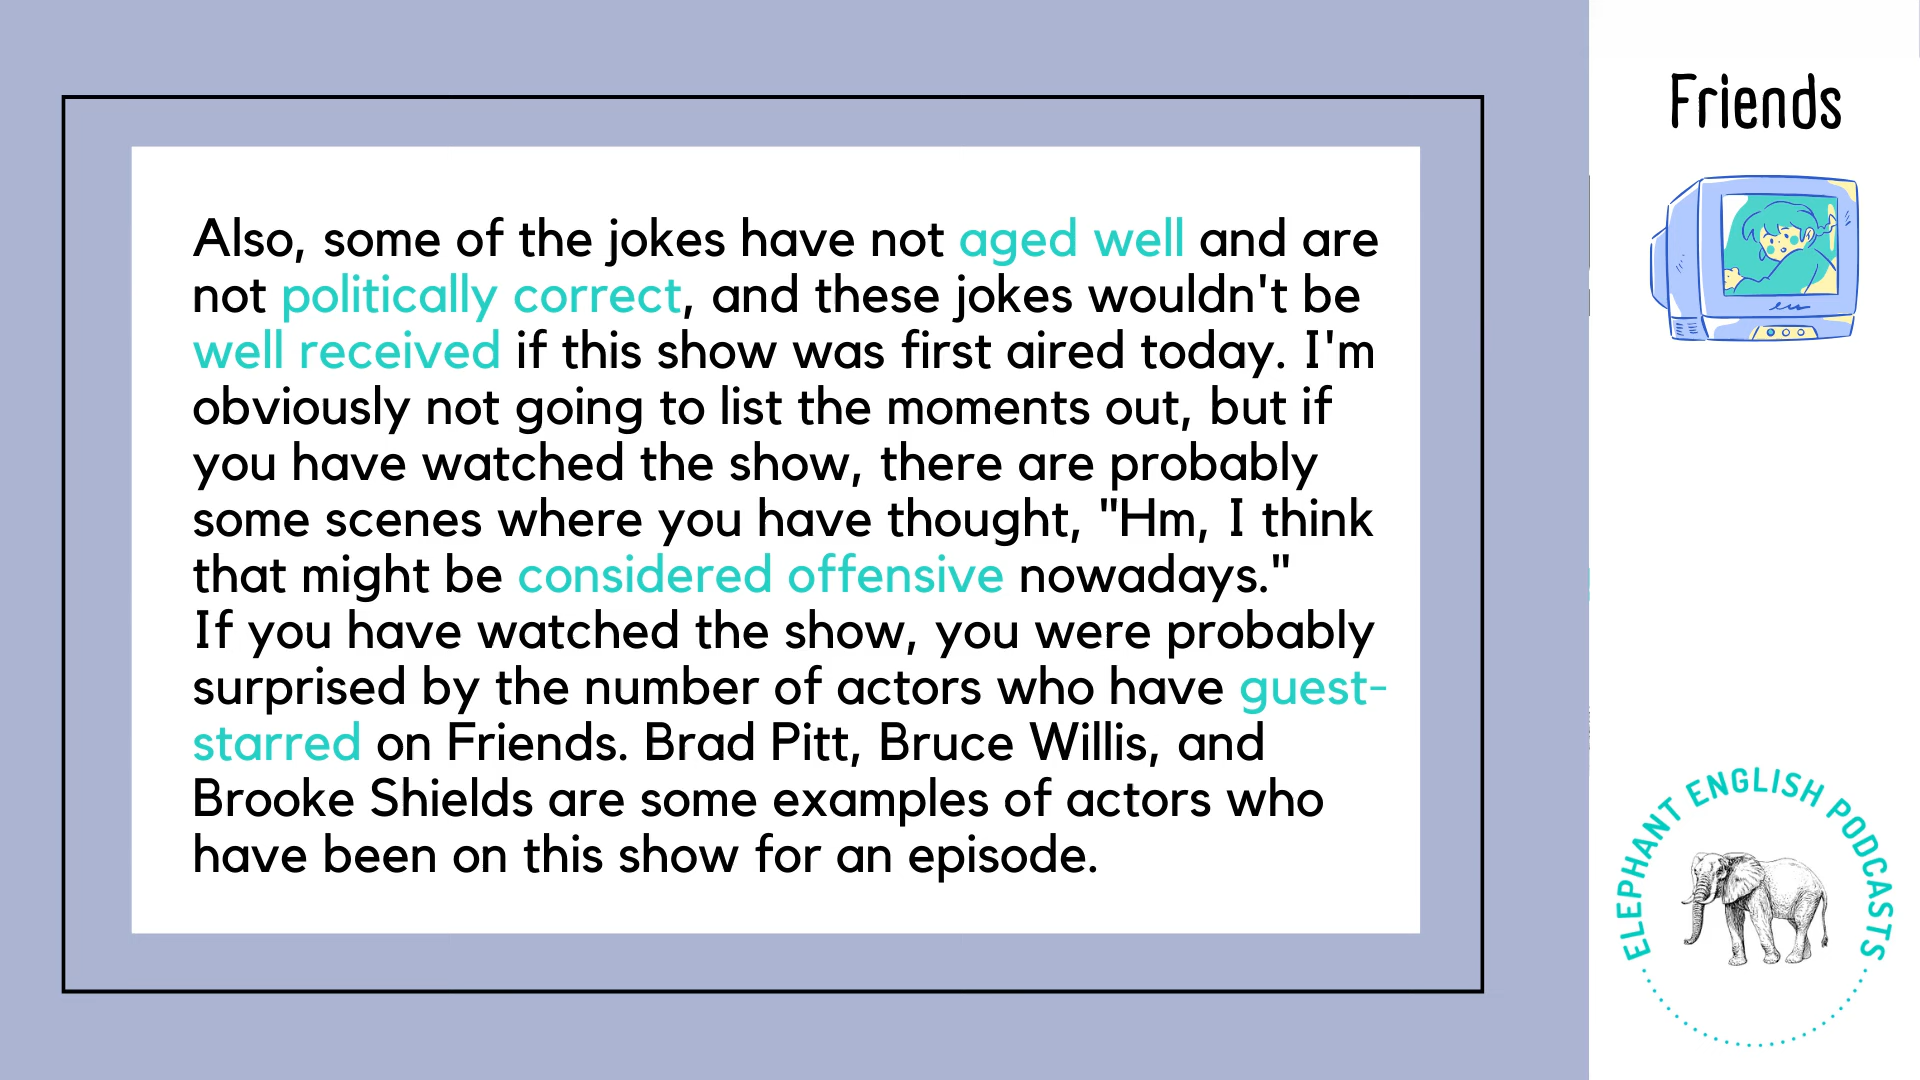 Friends
Also, some of the jokes have not aged well and are
not politically correct, and these jokes wouldn't be
well received if this show was first aired today. I'm
obviously not going to list the moments out, but if
you have watched the show, there are probably
some scenes where you have thought, "Hm, I think
that might be considered offensive nowadays."
If you have watched the show, you were probably
surprised by the number of actors who have guest-
starred on Friends. Brad Pitt, Bruce Willis, and
Brooke Shields are some examples of actors who
have been on this show for an episode.
ELEPHANT ENGLISH PODCASTS